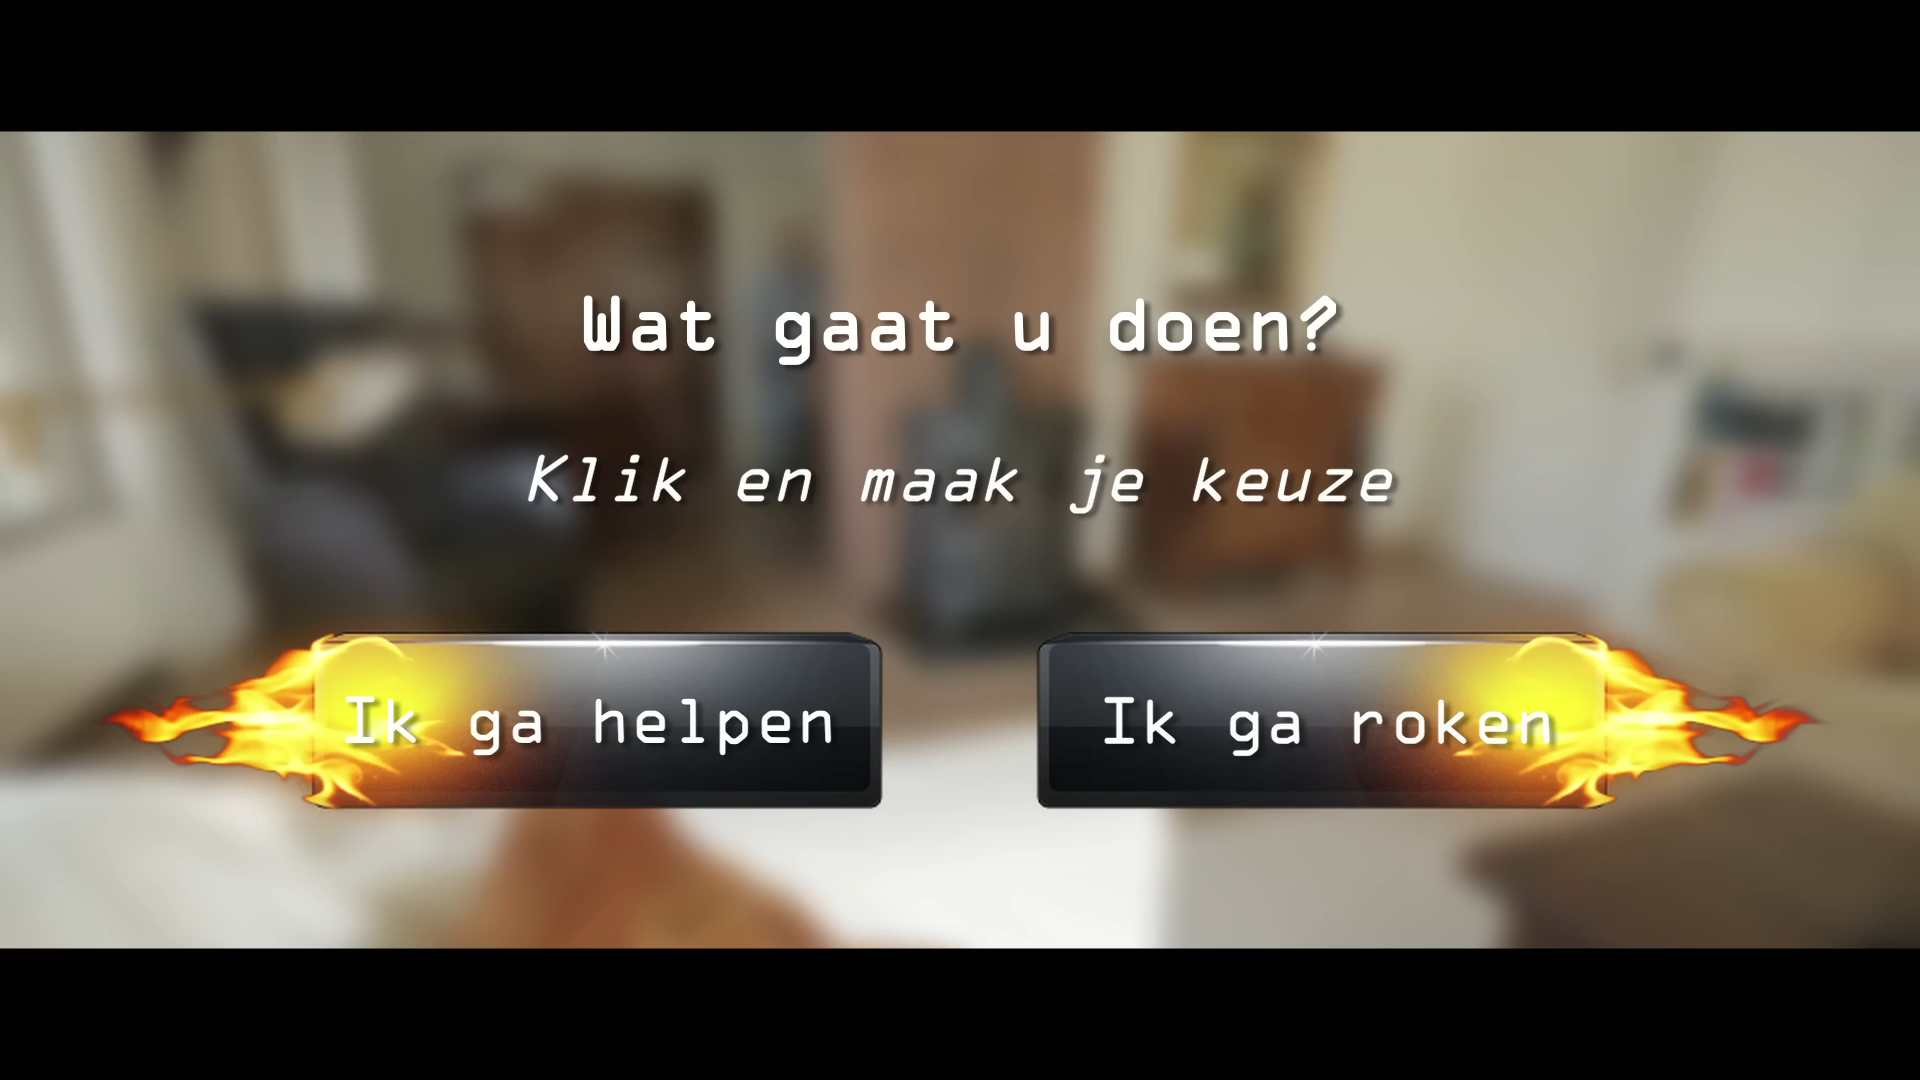 Wat gaat u doen?
Klik en maak je keuze
Ik ga helpen
Ik ga roken